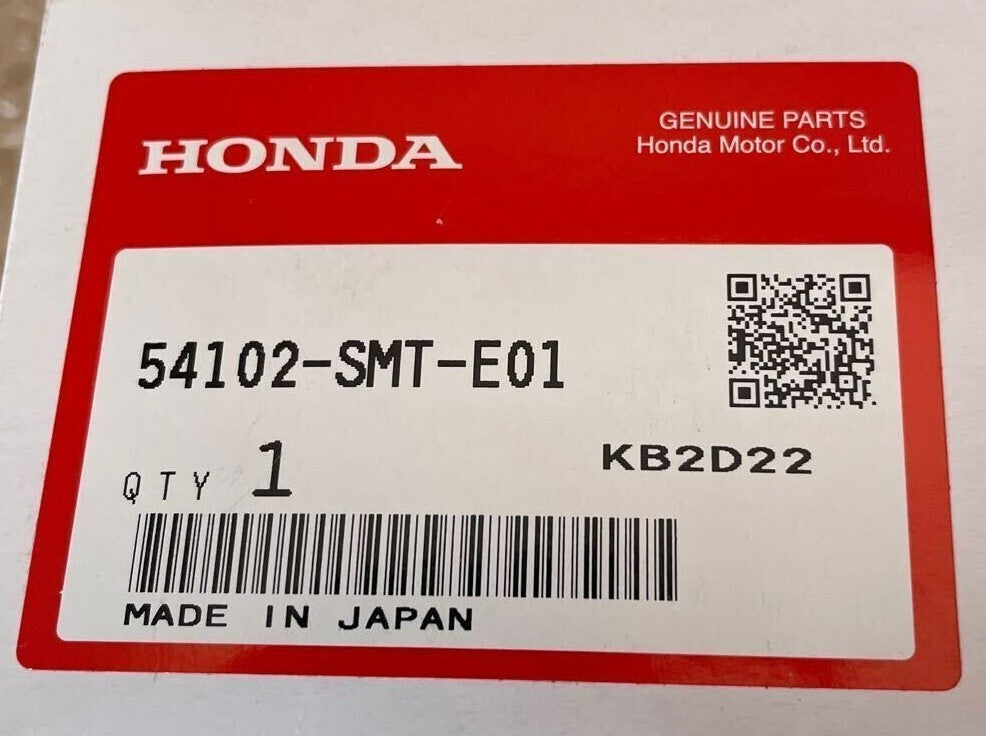 HONDA
GENUINE PARTS
Honda Motor Co., Ltd.
54102-SMT-E01
QTY 1
KB2D22
MADE IN JAPAN